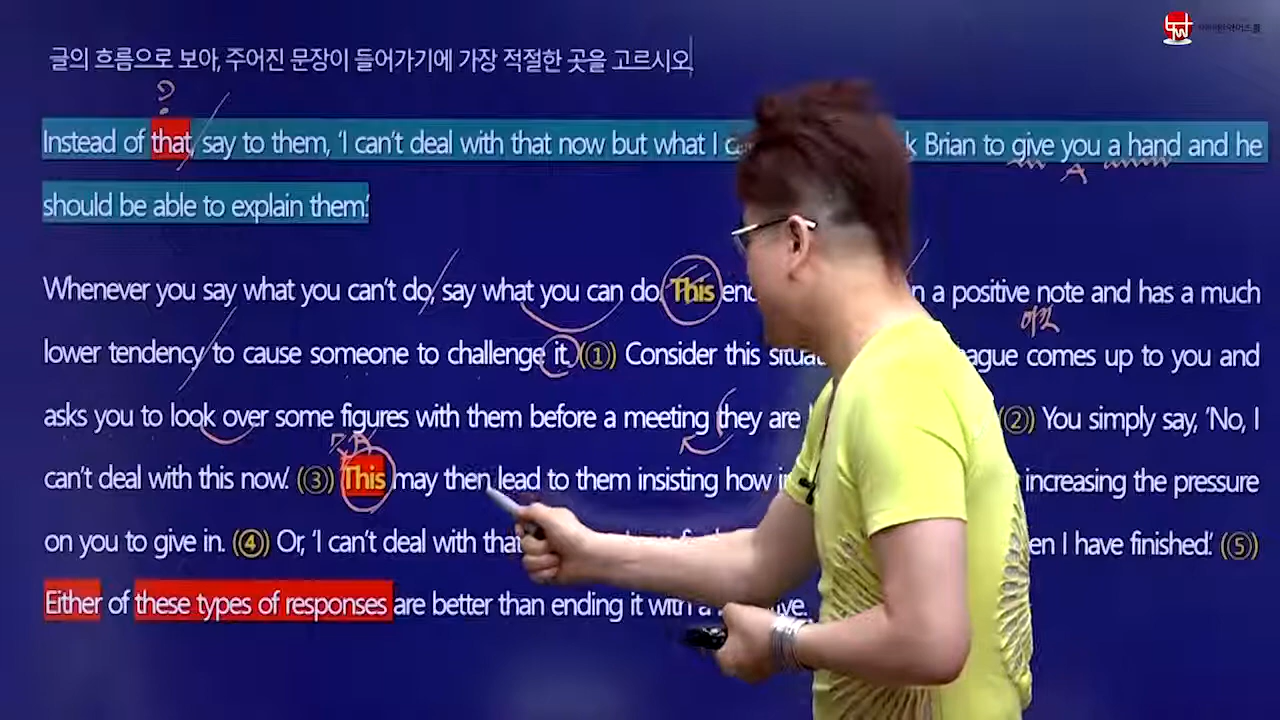 글의 흐름으로 보아, 주어진 문장이 들어가기에 가장 적절한 곳을 고르시오
?
Instead of that, say to them, ‘I can’t deal with that now but what I Brian to give you a hand and he
should be able to explain them.’
Whenever you say what you can’t do, say what you can do. This a positive note and has a much
lower tendency to cause someone to challenge it. (①) Consider this comes up to you and
asks you to look over some figures with them before a meeting they are (②) You simply say, ‘No, I
can’t deal with this now.’ (③) This may then lead to them insisting how increasing the pressure
on you to give in. (④) Or, ‘I can’t deal with that I have finished.’ (⑤)
Either of these types of responses are better than ending it with a